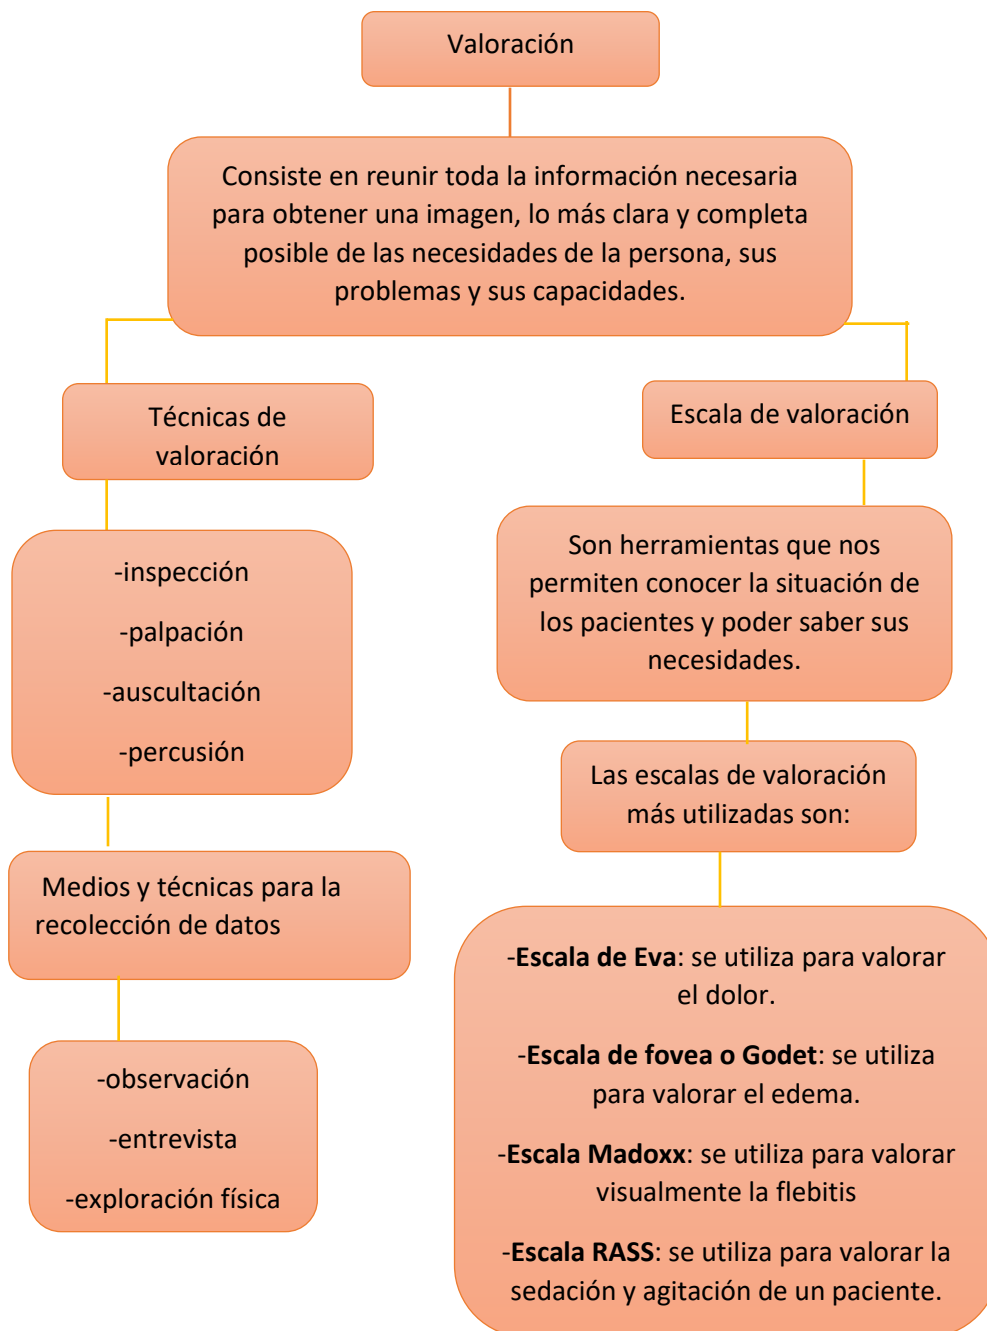 Valoración
Consiste en reunir toda la información necesaria
para obtener una imagen, lo más clara y completa
posible de las necesidades de la persona, sus
problemas y sus capacidades.
Técnicas de
valoración
-inspección
-palpación
-auscultación
-percusión
Medios y técnicas para la
recolección de datos
-observación
-entrevista
-exploración física
Escala de valoración
Son herramientas que nos
permiten conocer la situación de
los pacientes y poder saber sus
necesidades.
Las escalas de valoración
más utilizadas son:
-Escala de Eva: se utiliza para valorar
el dolor.
-Escala de fovea o Godet: se utiliza
para valorar el edema.
-Escala Madoxx: se utiliza para valorar
visualmente la flebitis
-Escala RASS: se utiliza para valorar la
sedación y agitación de un paciente.